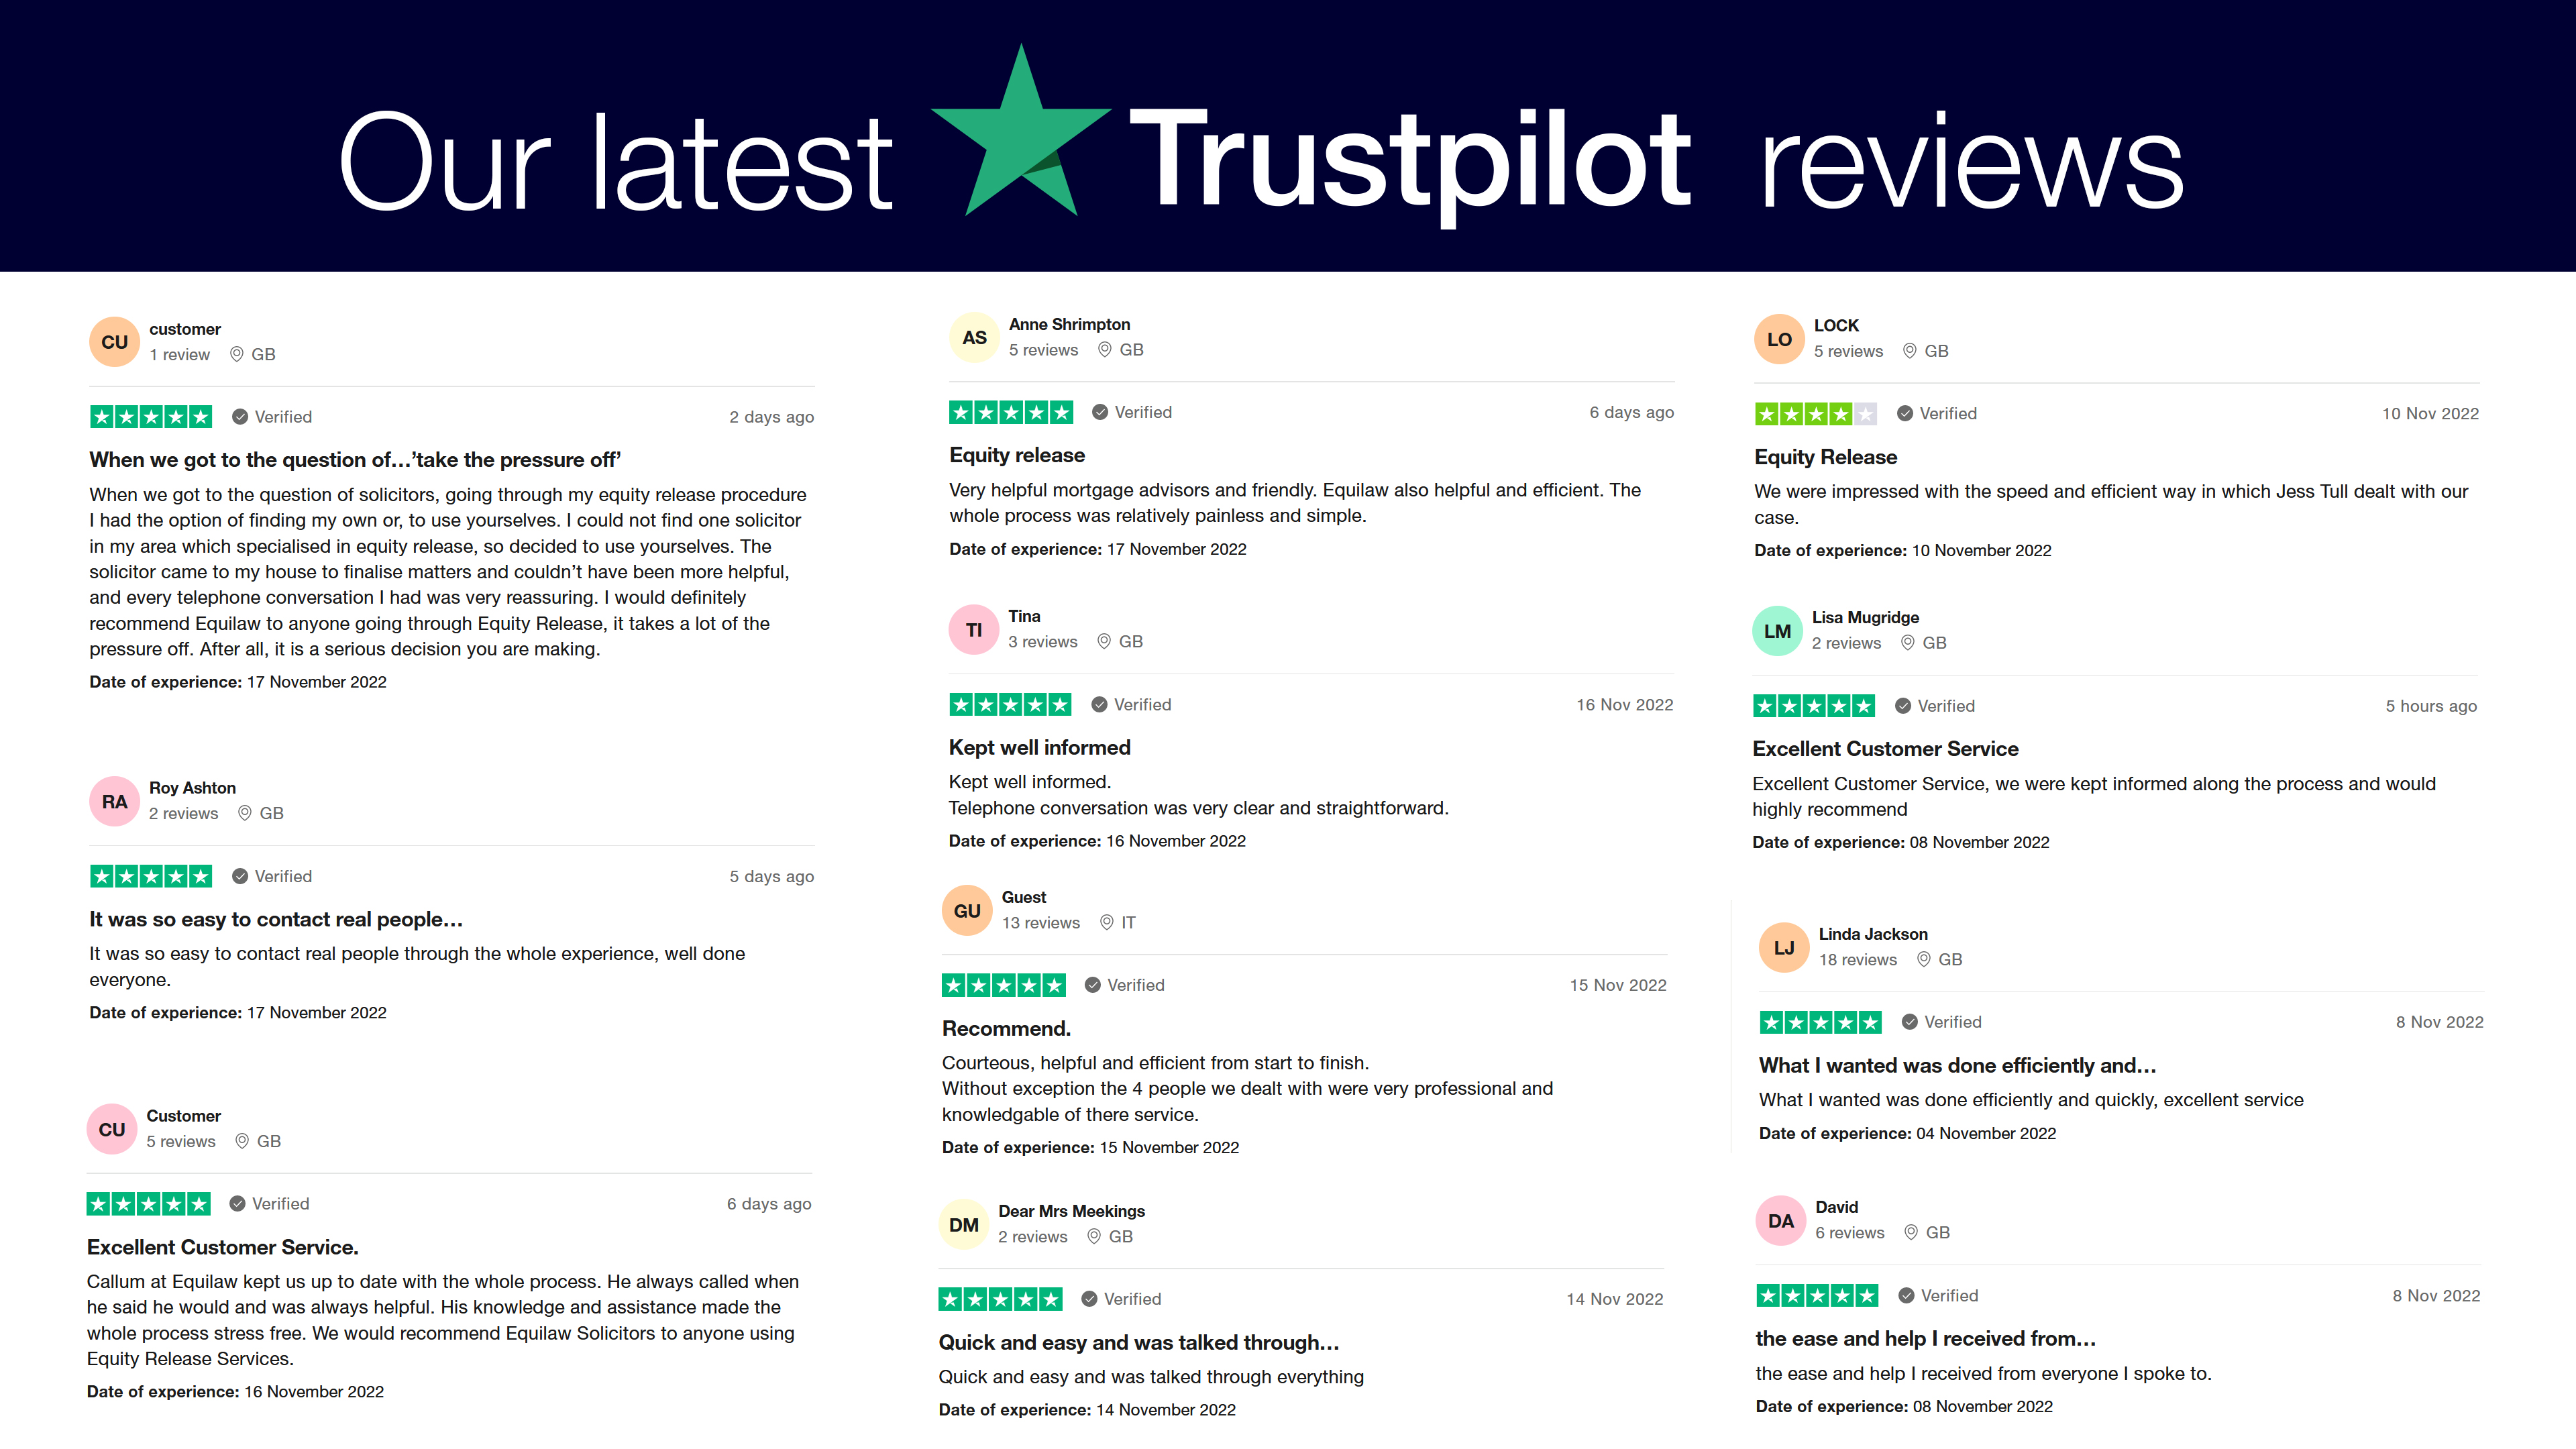 Our latest Trustpilot reviews
CU
customer
1 review GB
Verified
2 days ago
When we got to the question of…’take the pressure off’
When we got to the question of solicitors, going through my equity release procedure
I had the option of finding my own or, to use yourselves. I could not find one solicitor
in my area which specialised in equity release, so decided to use yourselves. The
solicitor came to my house to finalise matters and couldn’t have been more helpful,
and every telephone conversation I had was very reassuring. I would definitely
recommend Equilaw to anyone going through Equity Release, it takes a lot of the
pressure off. After all, it is a serious decision you are making.
Date of experience: 17 November 2022
RA
Roy Ashton
2 reviews GB
Verified
5 days ago
It was so easy to contact real people…
It was so easy to contact real people through the whole experience, well done
everyone.
Date of experience: 17 November 2022
CU
Customer
5 reviews GB
Verified
6 days ago
Excellent Customer Service.
Callum at Equilaw kept us up to date with the whole process. He always called when
he said he would and was always helpful. His knowledge and assistance made the
whole process stress free. We would recommend Equilaw Solicitors to anyone using
Equity Release Services.
Date of experience: 16 November 2022
AS
Anne Shrimpton
5 reviews GB
Verified
6 days ago
Equity release
Very helpful mortgage advisors and friendly. Equilaw also helpful and efficient. The
whole process was relatively painless and simple.
Date of experience: 17 November 2022
TI
Tina
3 reviews GB
Verified
16 Nov 2022
Kept well informed
Kept well informed.
Telephone conversation was very clear and straightforward.
Date of experience: 16 November 2022
GU
Guest
13 reviews IT
Verified
15 Nov 2022
Recommend.
Courteous, helpful and efficient from start to finish.
Without exception the 4 people we dealt with were very professional and
knowledgable of there service.
Date of experience: 15 November 2022
DM
Dear Mrs Meekings
2 reviews GB
Verified
14 Nov 2022
Quick and easy and was talked through…
Quick and easy and was talked through everything
Date of experience: 14 November 2022
LO
LOCK
5 reviews GB
Verified
10 Nov 2022
Equity Release
We were impressed with the speed and efficient way in which Jess Tull dealt with our
case.
Date of experience: 10 November 2022
LM
Lisa Mugridge
2 reviews GB
Verified
5 hours ago
Excellent Customer Service
Excellent Customer Service, we were kept informed along the process and would
highly recommend
Date of experience: 08 November 2022
LJ
Linda Jackson
18 reviews GB
Verified
8 Nov 2022
What I wanted was done efficiently and…
What I wanted was done efficiently and quickly, excellent service
Date of experience: 04 November 2022
DA
David
6 reviews GB
Verified
8 Nov 2022
the ease and help I received from…
the ease and help I received from everyone I spoke to.
Date of experience: 08 November 2022